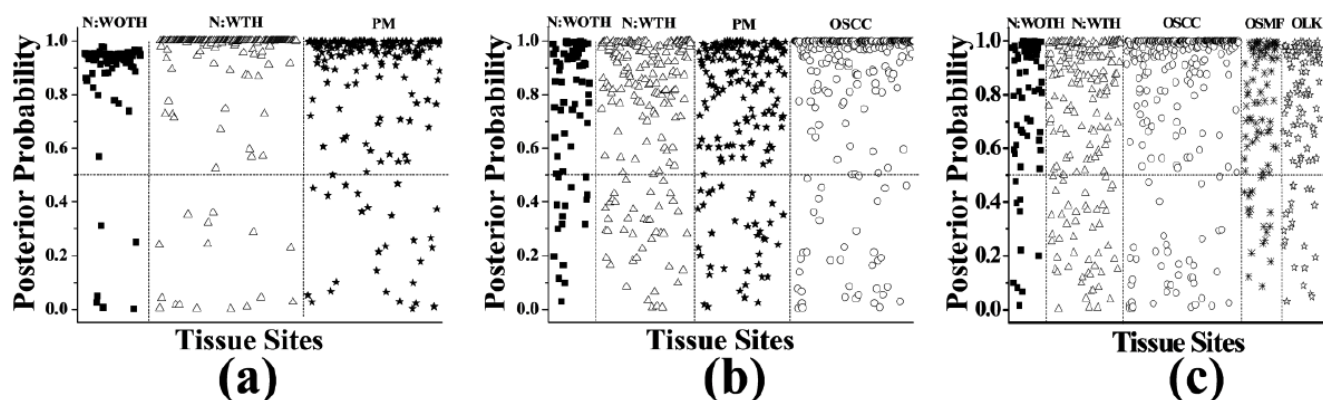 N:WOTH N:WTH PM
Posterior Probability
1.0
0.8
0.6
0.4
0.2
0.0
Tissue Sites
(a)
N:WOTH N:WTH PM OSCC
Posterior Probability
1.0
0.8
0.6
0.4
0.2
0.0
Tissue Sites
(b)
N:WOTH N:WTH OSCC OSMF OLK
Posterior Probability
1.0
0.8
0.6
0.4
0.2
0.0
Tissue Sites
(c)